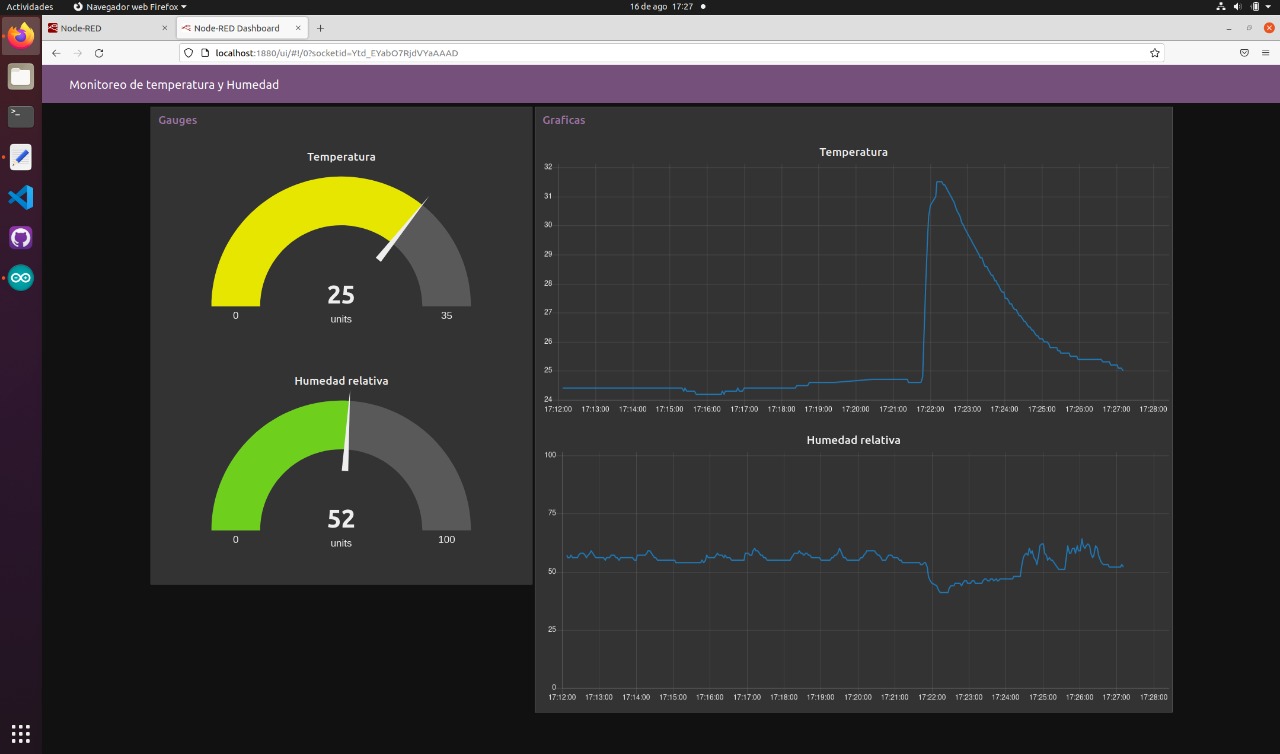 Actividades
Navegador web Firefox
16 de ago 17:27
Node-RED
Node-RED Dashboard
localhost:1880/ui/#!/0?socketid=Ytd_EYabO7RjdVYaAAAD
Monitoreo de temperatura y Humedad
Gauges
Temperatura
25
units
0
35
Humedad relativa
52
units
0
100
Graficas
Temperatura
32
31
30
29
28
27
26
25
24
17:12:00 17:13:00 17:14:00 17:15:00 17:16:00 17:17:00 17:18:00 17:19:00 17:20:00 17:21:00 17:22:00 17:23:00 17:24:00 17:25:00 17:26:00 17:27:00 17:28:00
Humedad relativa
100
75
50
25
0
17:12:00 17:13:00 17:14:00 17:15:00 17:16:00 17:17:00 17:18:00 17:19:00 17:20:00 17:21:00 17:22:00 17:23:00 17:24:00 17:25:00 17:26:00 17:27:00 17:28:00